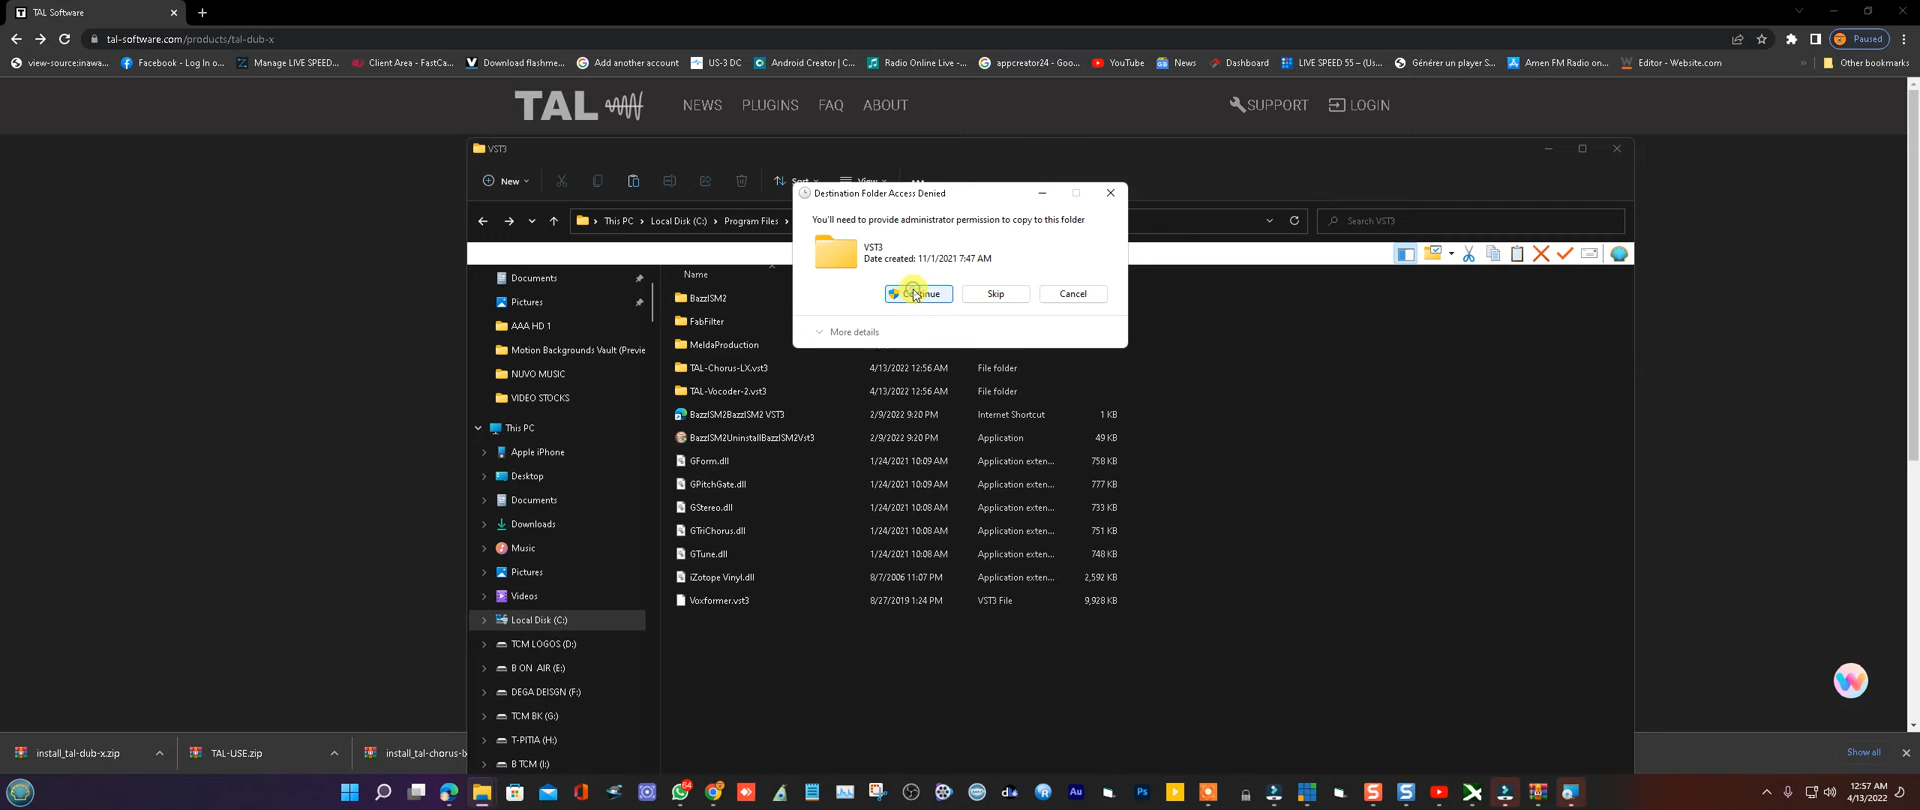 TAL Software
tal-software.com/products/tal-dub-x
Paused
view-source:inawa...
Facebook - Log In o...
Manage LIVE SPEED...
Client Area - FastCa...
Download flashme...
Add another account
US-3 DC
Android Creator | C...
Radio Online Live -...
appcreator24 - Goo...
YouTube
News
Dashboard
LIVE SPEED 55 – (Us...
Générer un player S...
Amen FM Radio on...
Editor - Website.com
Other bookmarks
TAL
NEWS
PLUGINS
FAQ
ABOUT
SUPPORT
LOGIN
VST3
New
Sort
View
This PC
Local Disk (C:)
Program Files
Search VST3
Destination Folder Access Denied
You'll need to provide administrator permission to copy to this folder
VST3
Date created: 11/1/2021 7:47 AM
Continue
Skip
Cancel
More details
Documents
Pictures
AAA HD 1
Motion Backgrounds Vault (Previe
NUVO MUSIC
VIDEO STOCKS
This PC
Apple iPhone
Desktop
Documents
Downloads
Music
Pictures
Videos
Local Disk (C:)
TCM LOGOS (D:)
B ON AIR (E:)
DEGA DEISGN (F:)
TCM BK (G:)
T-PITIA (H:)
B TCM (I:)
Name
BazzISM2
FabFilter
MeldaProduction
TAL-Chorus-LX.vst3 4/13/2022 12:56 AM File folder
TAL-Vocoder-2.vst3 4/13/2022 12:56 AM File folder
BazzISM2BazzISM2 VST3 2/9/2022 9:20 PM Internet Shortcut 1 KB
BazzISM2UninstallBazzISM2Vst3 2/9/2022 9:20 PM Application 49 KB
GForm.dll 1/24/2021 10:09 AM Application exten... 758 KB
GPitchGate.dll 1/24/2021 10:09 AM Application exten... 777 KB
GStereo.dll 1/24/2021 10:08 AM Application exten... 733 KB
GTriChorus.dll 1/24/2021 10:08 AM Application exten... 751 KB
GTune.dll 1/24/2021 10:08 AM Application exten... 748 KB
iZotope Vinyl.dll 8/7/2006 11:07 PM Application exten... 2,592 KB
Voxformer.vst3 8/27/2019 1:24 PM VST3 File 9,928 KB
install_tal-dub-x.zip
TAL-USE.zip
install_tal-chorus-lx
Show all
64
Au
Ps
12:57 AM
4/13/2022